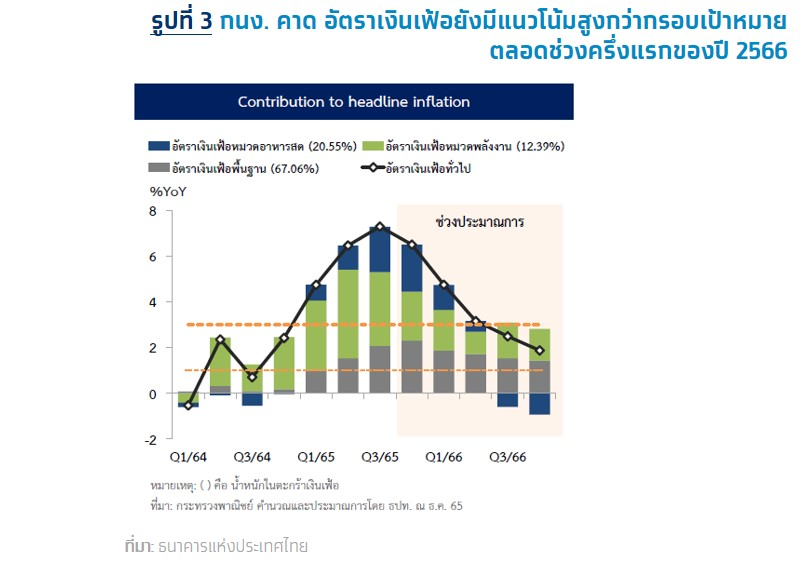 รูปที่ 3 กนง. คาด อัตราเงินเฟ้อยังมีแนวโน้มสูงกว่ากรอบเป้าหมาย
ตลอดช่วงครึ่งแรกของปี 2566
Contribution to headline inflation
อัตราเงินเฟ้อหมวดอาหารสด (20.55%) อัตราเงินเฟ้อหมวดพลังงาน (12.39%)
อัตราเงินเฟ้อพื้นฐาน (67.06%) อัตราเงินเฟ้อทั่วไป
%YoY
ช่วงประมาณการ
8
6
4
2
0
-2
Q1/64 Q3/64 Q1/65 Q3/65 Q1/66 Q3/66
หมายเหตุ: ( ) คือ น้ำหนักในตะกร้าเงินเฟ้อ
ที่มา: กระทรวงพาณิชย์ คำนวณและประมาณการโดย ธปท. ณ ธ.ค. 65
ที่มา: ธนาคารแห่งประเทศไทย